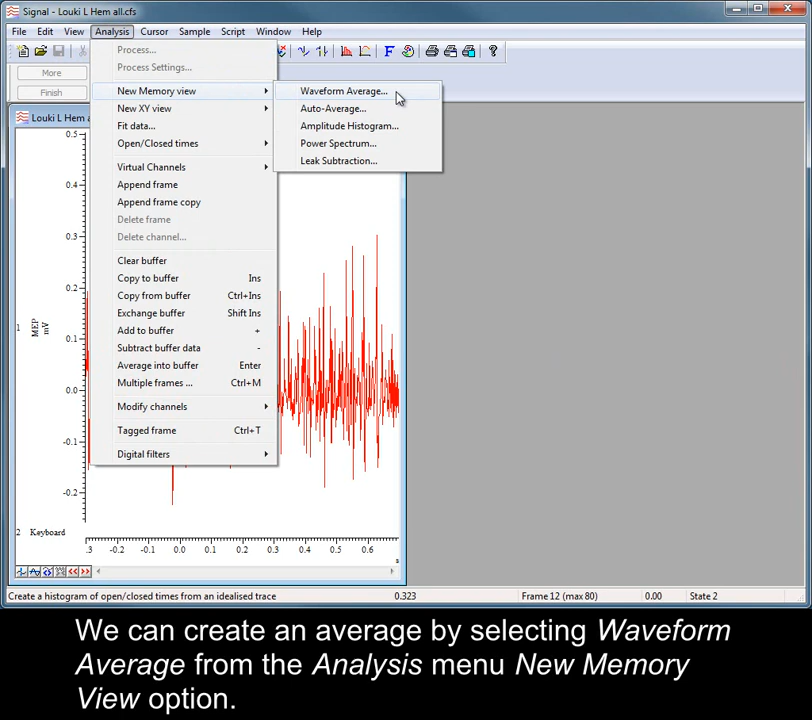 Signal - Louki L Hem all.cfs
File Edit View Analysis Cursor Sample Script Window Help
More
Finish
Process...
Process Settings...
New Memory view
New XY view
Fit data...
Open/Closed times
Virtual Channels
Append frame
Append frame copy
Delete frame
Delete channel...
Clear buffer
Copy to buffer Ins
Copy from buffer Ctrl+Ins
Exchange buffer Shift Ins
Add to buffer +
Subtract buffer data -
Average into buffer Enter
Multiple frames ... Ctrl+M
Modify channels
Tagged frame Ctrl+T
Digital filters
Waveform Average...
Auto-Average...
Amplitude Histogram...
Power Spectrum...
Leak Subtraction...
Louki L Hem a
0.5
0.4
0.3
0.2
0.1
0.0
-0.1
-0.2
1
MEP
mV
2 Keyboard
.3 -0.2 -0.1 0.0 0.1 0.2 0.3 0.4 0.5 0.6
s
Create a histogram of open/closed times from an idealised trace 0.323 Frame 12 (max 80) 0.00 State 2
We can create an average by selecting Waveform
Average from the Analysis menu New Memory
View option.